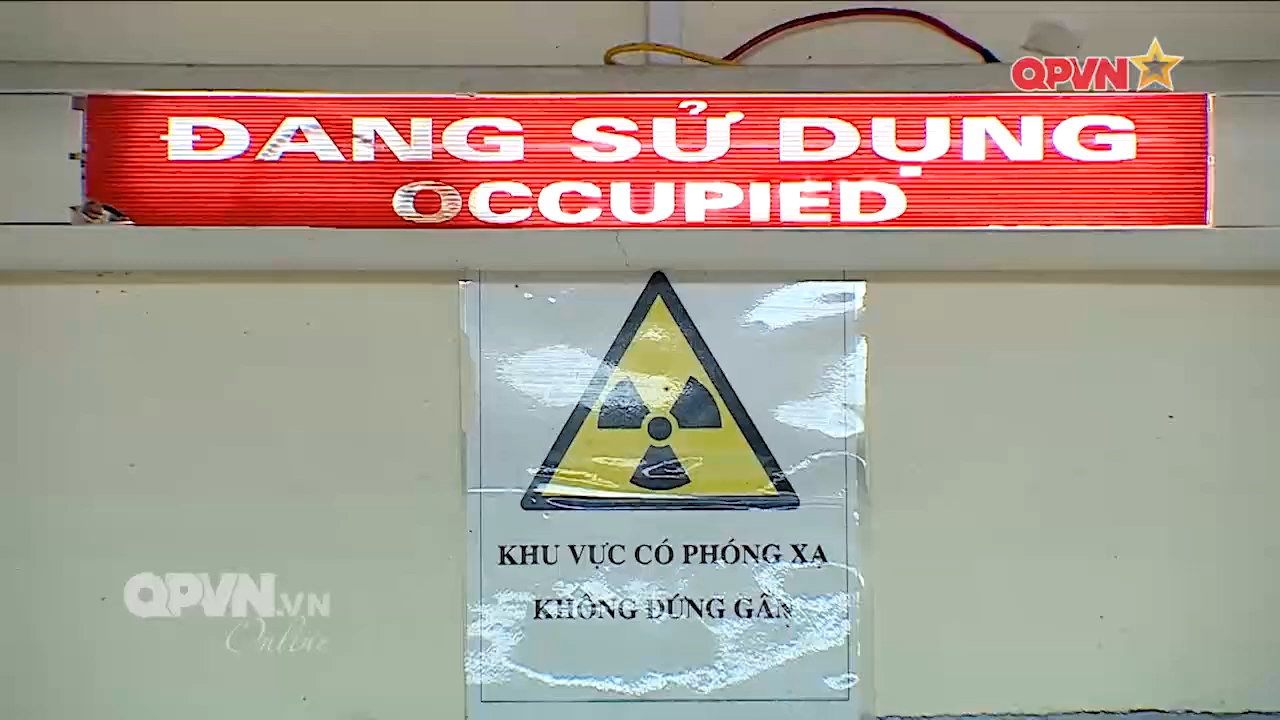 QPVN
ĐANG SỬ DỤNG
OCCUPIED
KHU VỰC CÓ PHÓNG XẠ
KHÔNG ĐỨNG GẦN
QPVN.VN
Online